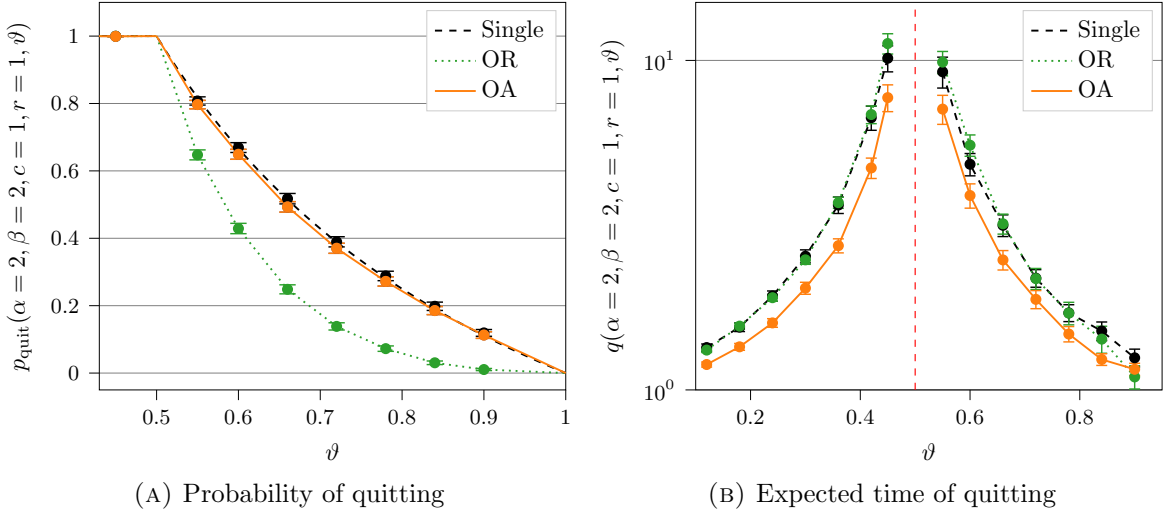 p_quit(α = 2, β = 2, c = 1, r = 1, ϑ)
1
0.8
0.6
0.4
0.2
0
0.5
0.6
0.7
0.8
0.9
1
ϑ
Single
OR
OA
(A) Probability of quitting
q(α = 2, β = 2, c = 1, r = 1, ϑ)
10^1
10^0
0.2
0.4
0.6
0.8
ϑ
Single
OR
OA
(B) Expected time of quitting